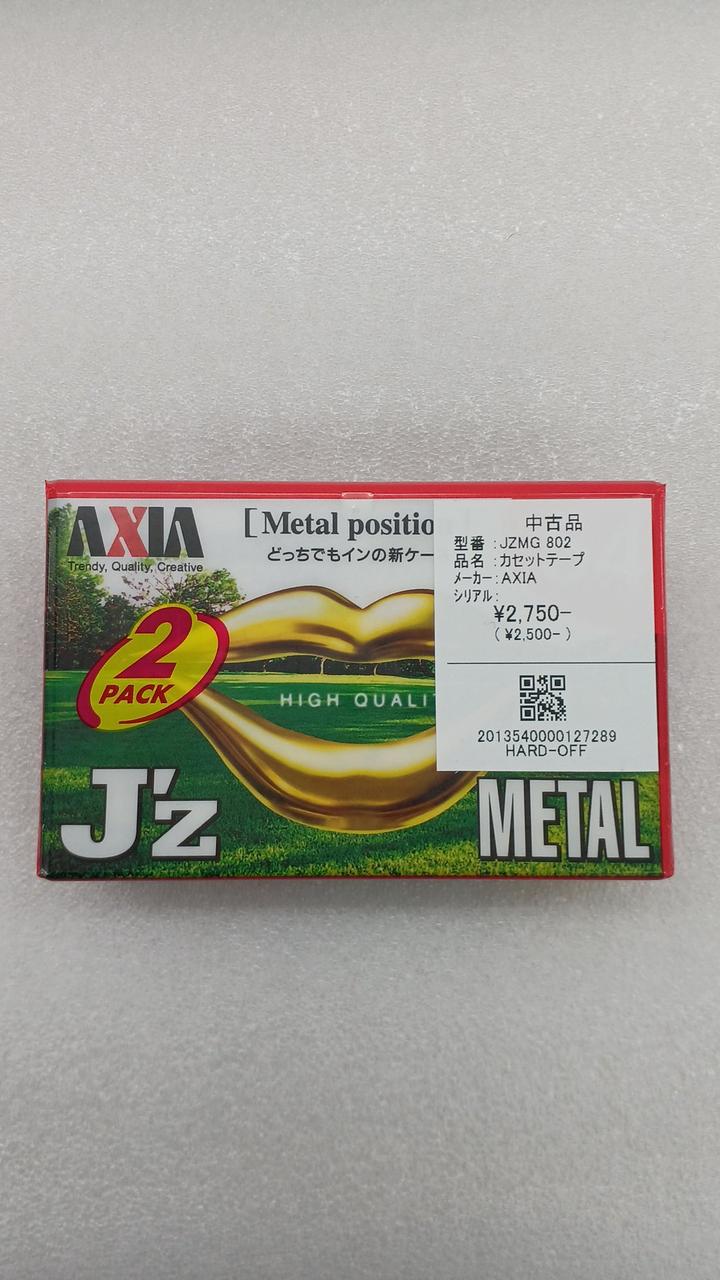 AXIA
Trendy, Quality, Creative
[Metal positio
どっちでもインの新ケー
2
PACK
HIGH QUALIT
J'z
METAL
中古品
型番 : JZMG 802
品名 : カセットテープ
メーカー: AXIA
シリアル:
¥2,750-
( ¥2,500- )
2013540000127289
HARD-OFF